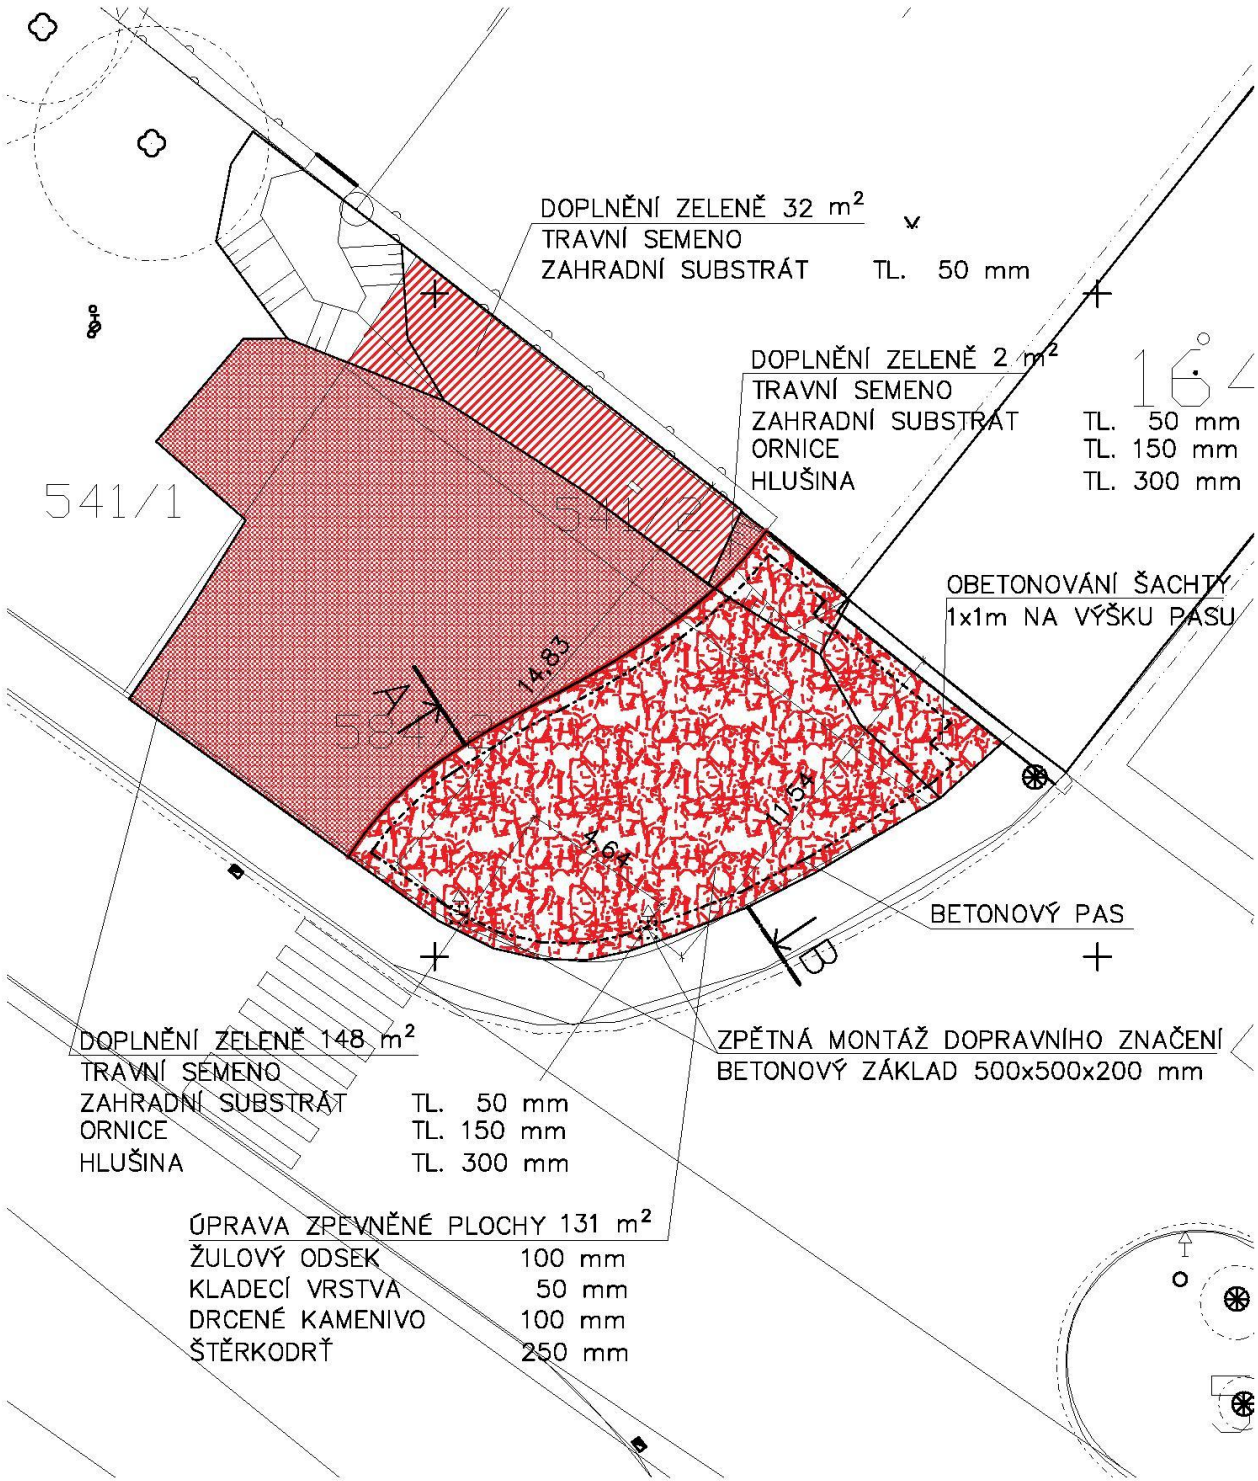 DOPLNĚNÍ ZELENĚ 32 m²
TRAVNÍ SEMENO
ZAHRADNÍ SUBSTRÁT TL. 50 mm
DOPLNĚNÍ ZELENĚ 2 m²
TRAVNÍ SEMENO
ZAHRADNÍ SUBSTRÁT TL. 50 mm
ORNICE TL. 150 mm
HLUŠINA TL. 300 mm
541/1
541/2
OBETONOVÁNÍ ŠACHTY
1x1m NA VÝŠKU PASU
14,83
A
11,54
4,64
BETONOVÝ PAS
B
DOPLNĚNÍ ZELENĚ 148 m²
TRAVNÍ SEMENO
ZAHRADNÍ SUBSTRÁT TL. 50 mm
ORNICE TL. 150 mm
HLUŠINA TL. 300 mm
ZPĚTNÁ MONTÁŽ DOPRAVNÍHO ZNAČENÍ
BETONOVÝ ZÁKLAD 500x500x200 mm
ÚPRAVA ZPEVNĚNÉ PLOCHY 131 m²
ŽULOVÝ ODSEK 100 mm
KLADECÍ VRSTVA 50 mm
DRCENÉ KAMENIVO 100 mm
ŠTĚRKODRŤ 250 mm